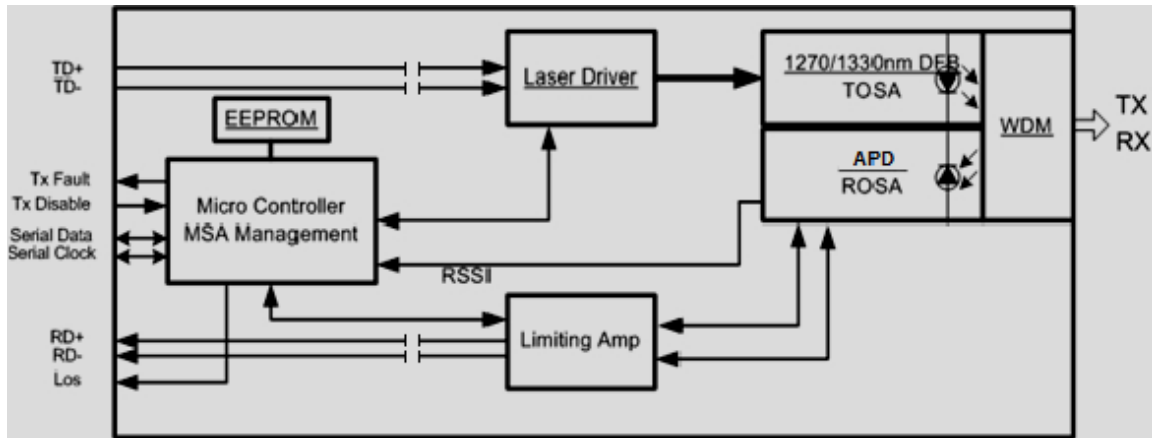 TD+
TD-
EEPROM
Laser Driver
1270/1330nm DFB
TOSA
WDM
TX
RX
APD
ROSA
Tx Fault
Tx Disable
Serial Data
Serial Clock
Micro Controller
MSA Management
RSSI
Limiting Amp
RD+
RD-
Los